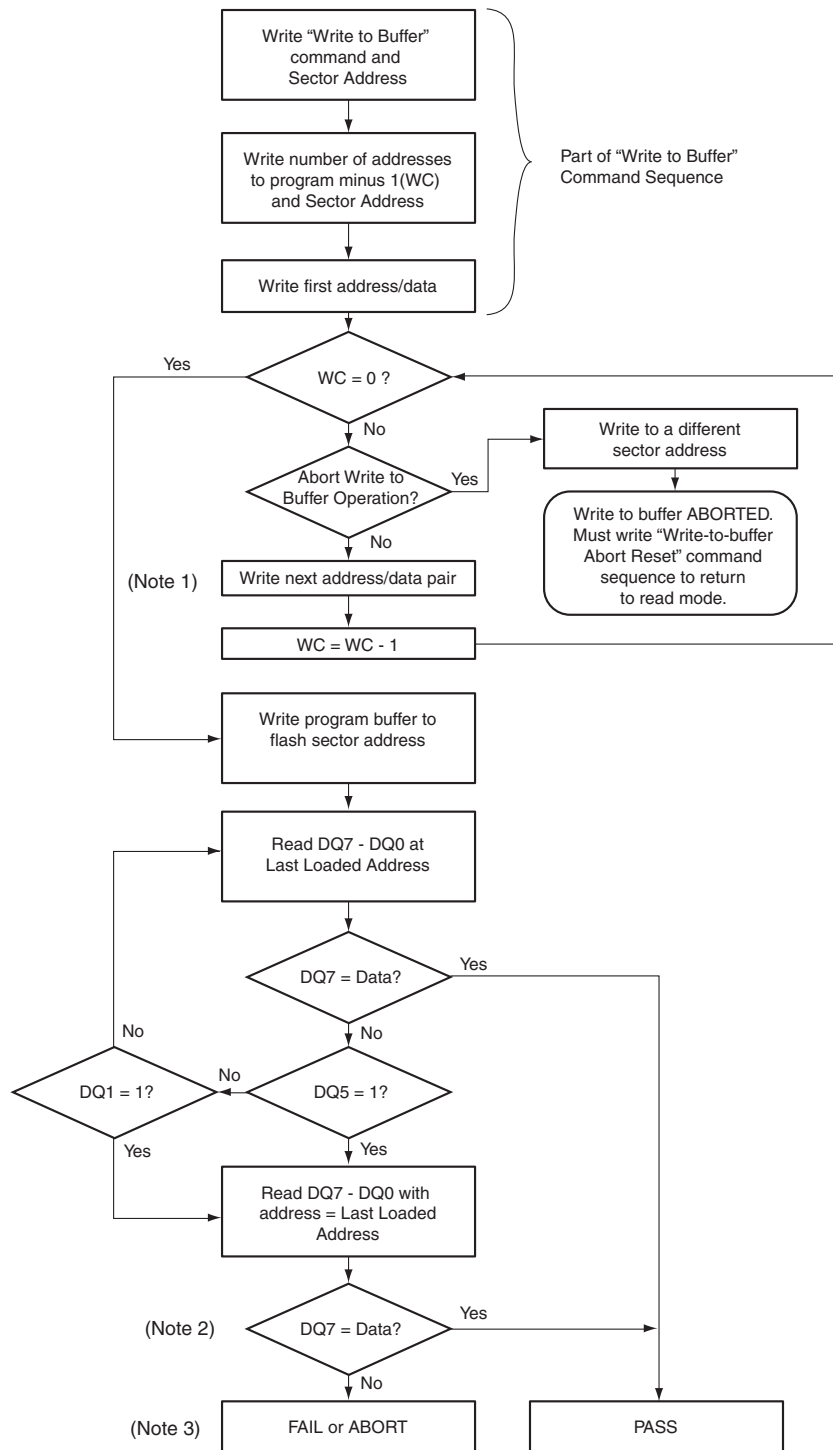 Write “Write to Buffer”
command and
Sector Address
Write number of addresses
to program minus 1(WC)
and Sector Address
Part of “Write to Buffer”
Command Sequence
Write first address/data
Yes
WC = 0 ?
No
Write to a different
sector address
Abort Write to
Buffer Operation?
Yes
No
Write to buffer ABORTED.
Must write “Write-to-buffer
Abort Reset” command
sequence to return
to read mode.
(Note 1)
Write next address/data pair
WC = WC - 1
Write program buffer to
flash sector address
Read DQ7 - DQ0 at
Last Loaded Address
DQ7 = Data?
Yes
No
No
DQ1 = 1?
No
DQ5 = 1?
Yes
Yes
Read DQ7 - DQ0 with
address = Last Loaded
Address
(Note 2)
DQ7 = Data?
Yes
No
(Note 3)
FAIL or ABORT
PASS